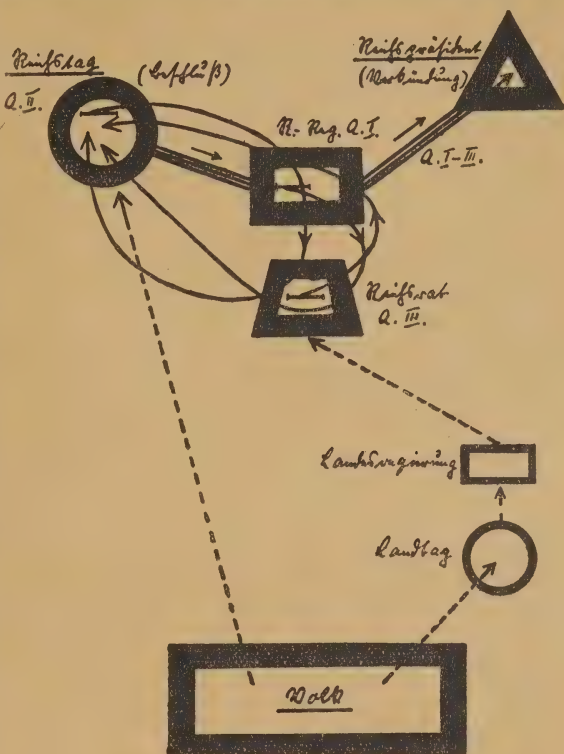 Reichstag
(Beschluß)
A. II.
Reichspräsident
(Verkündung)
R.-Reg. A. I.
A. I–III.
Reichsrat
A. III.
Landesregierung
Landtag
Volk